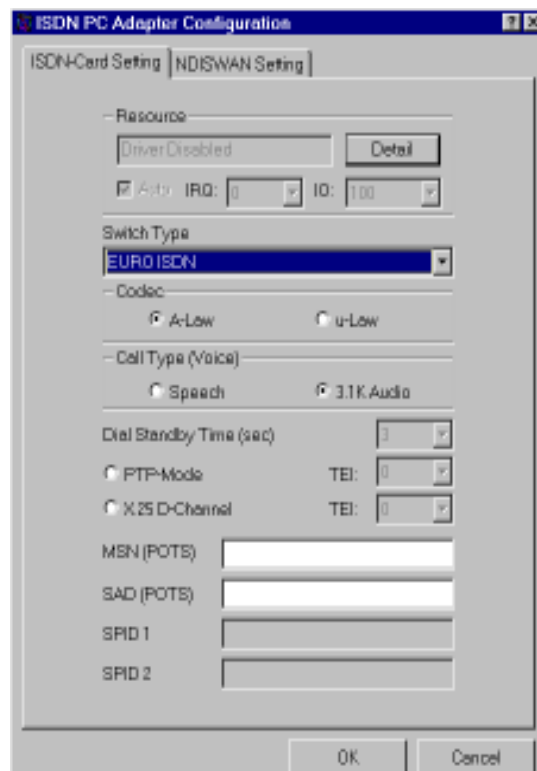 ISDN PC Adapter Configuration
ISDN-Card Setting NDISWAN Setting
Resource
Driver Disabled Detail
Auto IRQ: 0 IO: 100
Switch Type
EURO ISDN
Codec
A-Law u-Law
Call Type (Voice)
Speech 3.1K Audio
Dial Standby Time (sec) 3
PTP-Mode TEI: 0
X.25 D-Channel TEI: 0
MSN (POTS)
SAD (POTS)
SPID 1
SPID 2
OK Cancel